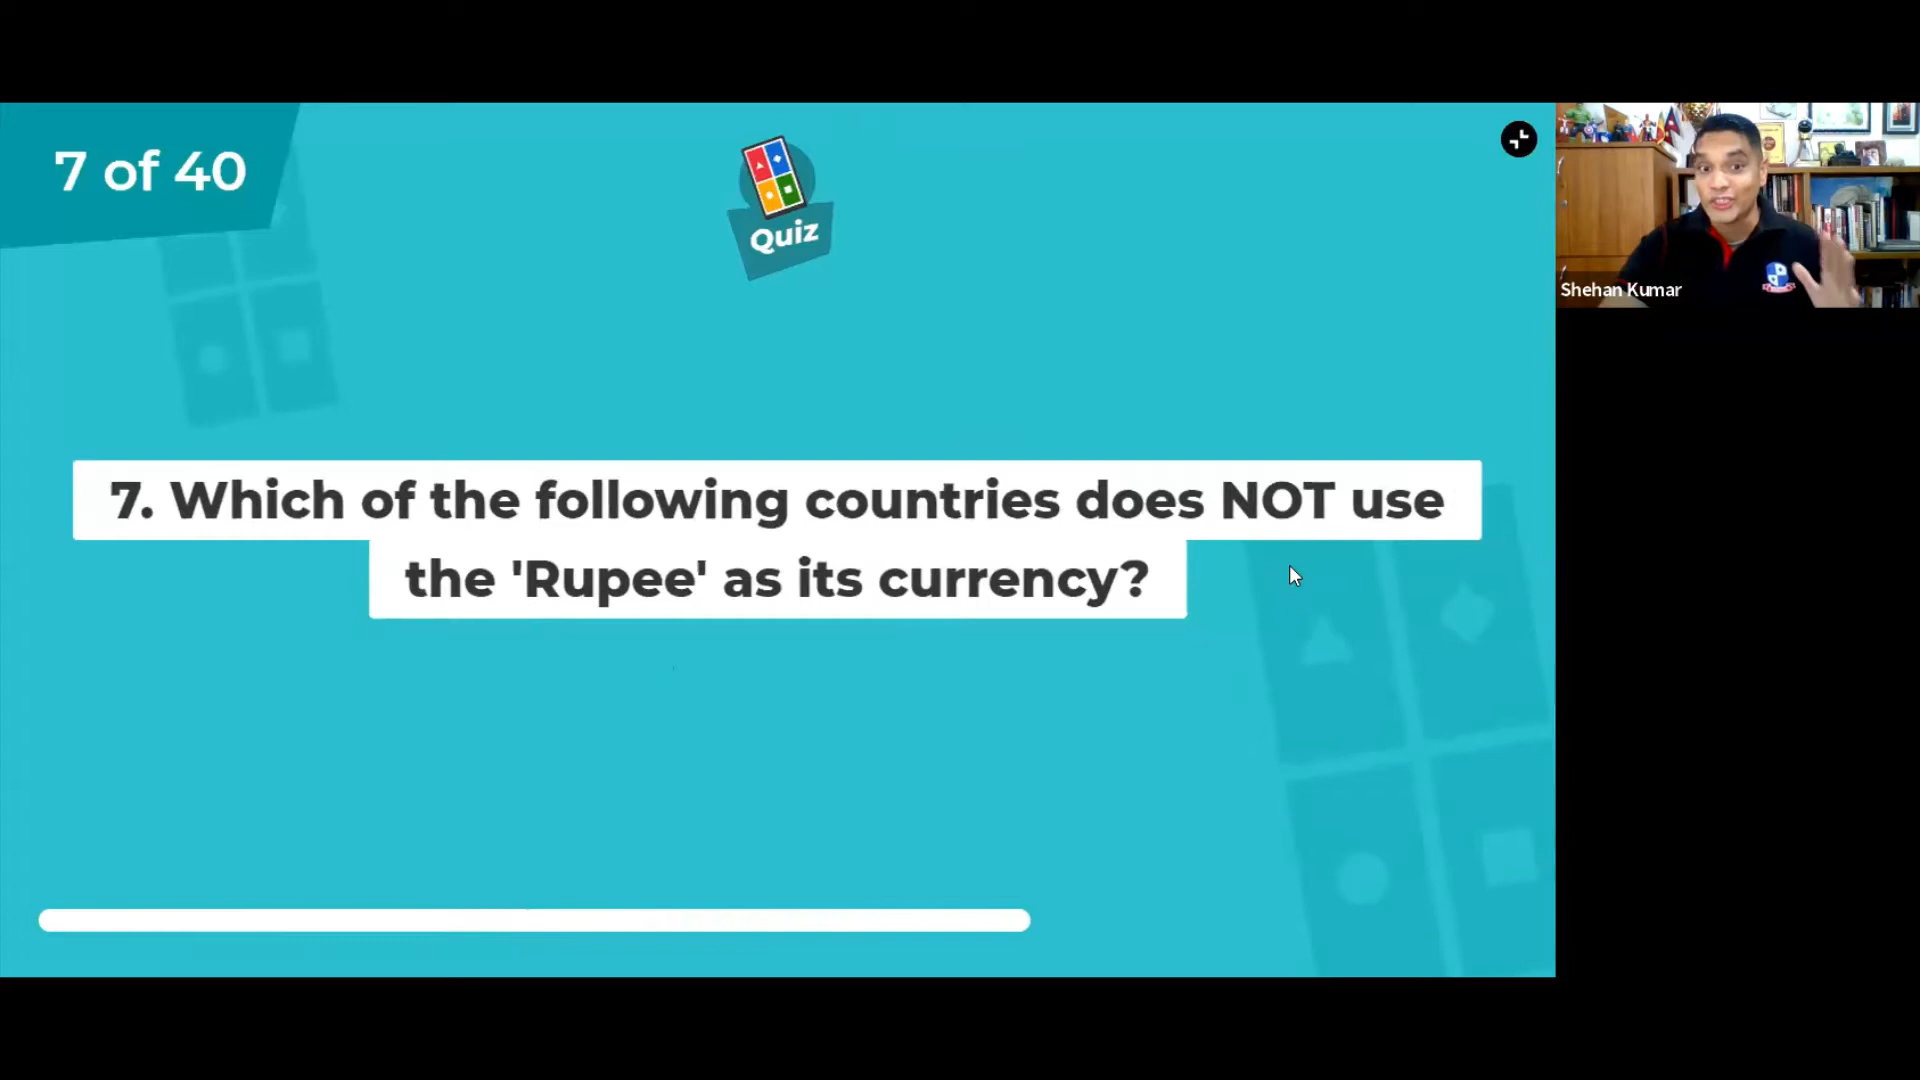 7 of 40
Quiz
Shehan Kumar
7. Which of the following countries does NOT use
the 'Rupee' as its currency?